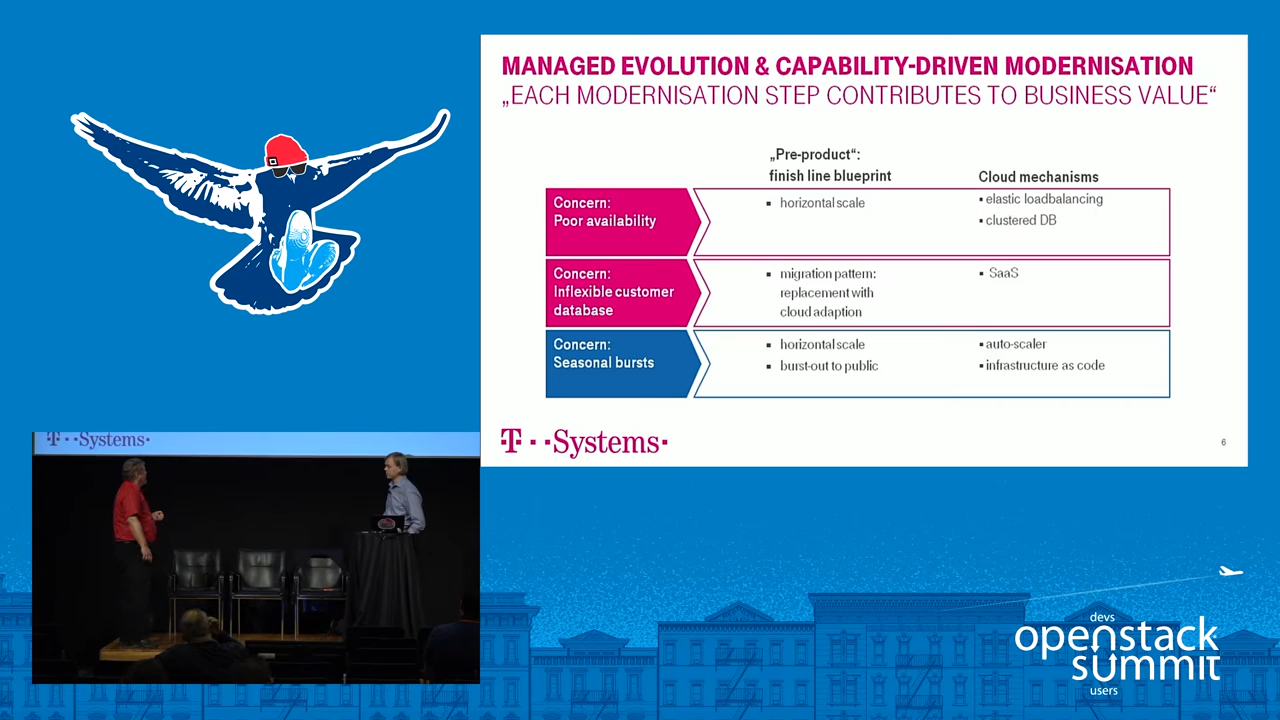 MANAGED EVOLUTION & CAPABILITY-DRIVEN MODERNISATION
„EACH MODERNISATION STEP CONTRIBUTES TO BUSINESS VALUE“
„Pre-product“:
finish line blueprint
Cloud mechanisms
Concern:
Poor availability
▪ horizontal scale
▪ elastic loadbalancing
▪ clustered DB
Concern:
Inflexible customer
database
▪ migration pattern:
replacement with
cloud adaption
▪ SaaS
Concern:
Seasonal bursts
▪ horizontal scale
▪ burst-out to public
▪ auto-scaler
▪ infrastructure as code
T · · Systems ·
6
T · · Systems ·
devs
openstack
summit
users